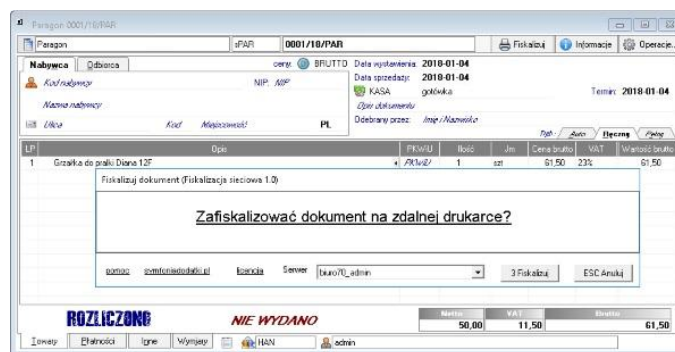 Paragon 0001/18/PAR
Paragon sPAR 0001/18/PAR Fiskalizuj Informacje Operacje..
Nabywca Odbiorca ceny: BRUTTO Data wystawienia: 2018-01-04
Kod nabywcy NIP: NIP Data sprzedaży: 2018-01-04
KASA gotówka Termin: 2018-01-04
Nazwa nabywcy Opis dokumentu
Ulica Kod Miejscowość PL Odebrany przez: Imię i Nazwisko
Tryb: Auto Ręczna Pełny
LP Opis PKWiU Ilość Jm Cena brutto VAT Wartość brutto
1 Grzałka do pralki Diana 12F PKWiU 1 szt 61,50 23% 61,50
Fiskalizuj dokument (Fiskalizacja sieciowa 1.0)
Zafiskalizować dokument na zdalnej drukarce?
pomoc symfoniadodatki.pl licencja Serwer biuro70_admin 3 Fiskalizuj ESC Anuluj
ROZLICZONO NIE WYDANO Netto VAT Brutto
50,00 11,50 61,50
Towary Płatności Inne Wymiary HAN admin